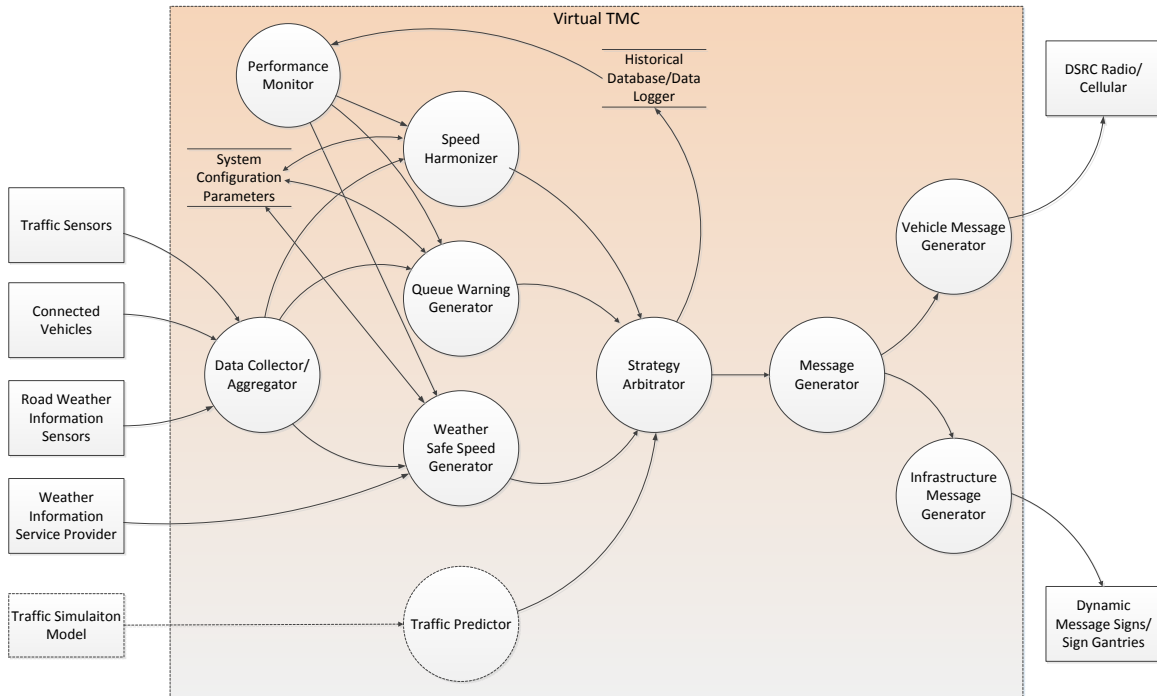 Virtual TMC
Performance
Monitor
Historical
Database/Data
Logger
DSRC Radio/
Cellular
Speed
Harmonizer
System
Configuration
Parameters
Traffic Sensors
Vehicle Message
Generator
Connected
Vehicles
Queue Warning
Generator
Data Collector/
Aggregator
Strategy
Arbitrator
Message
Generator
Road Weather
Information
Sensors
Weather
Safe Speed
Generator
Infrastructure
Message
Generator
Weather
Information
Service Provider
Traffic Simulaiton
Model
Traffic Predictor
Dynamic
Message Signs/
Sign Gantries